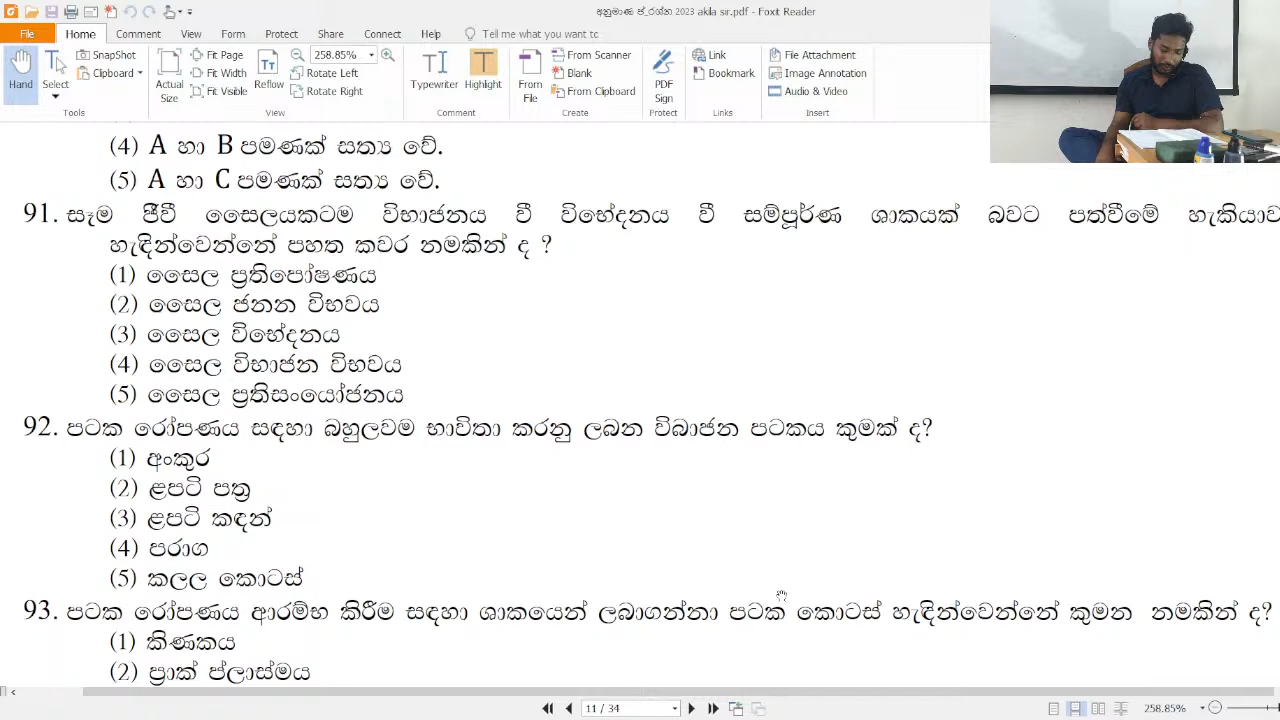 අනුමාණ ප්‍රශ්න 2023 akila sir.pdf - Foxit Reader
File Home Comment View Form Protect Share Connect Help Tell me what you want tc
SnapShot Fit Page 258.85% From Scanner Link File Attachment
Clipboard Fit Width Rotate Left Blank Bookmark Image Annotation
Hand Select Actual Size Fit Visible Reflow Rotate Right Typewriter Highlight From File From Clipboard PDF Sign Audio & Video
Tools View Comment Create Protect Links Insert
(4) A හා B පමණක් සත්‍ය වේ.
(5) A හා C පමණක් සත්‍ය වේ.
91. සෑම ජීවී සෛලයකටම විභාජනය වී විභේදනය වී සම්පූර්ණ ශාකයක් බවට පත්වීමේ හැකියාව
හැඳින්වෙන්නේ පහත කවර නමකින් ද ?
(1) සෛල ප්‍රතිපෝෂණය
(2) සෛල ජනන විභවය
(3) සෛල විභේදනය
(4) සෛල විභාජන විභවය
(5) සෛල ප්‍රතිසංයෝජනය
92. පටක රෝපණය සඳහා බහුලවම භාවිතා කරනු ලබන විබාජන පටකය කුමක් ද?
(1) අංකුර
(2) ළපටි පත්‍ර
(3) ළපටි කඳන්
(4) පරාග
(5) කලල කොටස්
93. පටක රෝපණය ආරම්භ කිරීම සඳහා ශාකයෙන් ලබාගන්නා පටක කොටස් හැඳින්වෙන්නේ කුමන නමකින් ද?
(1) කිණකය
(2) ප්‍රාක් ප්ලාස්මය
11 / 34 258.85%